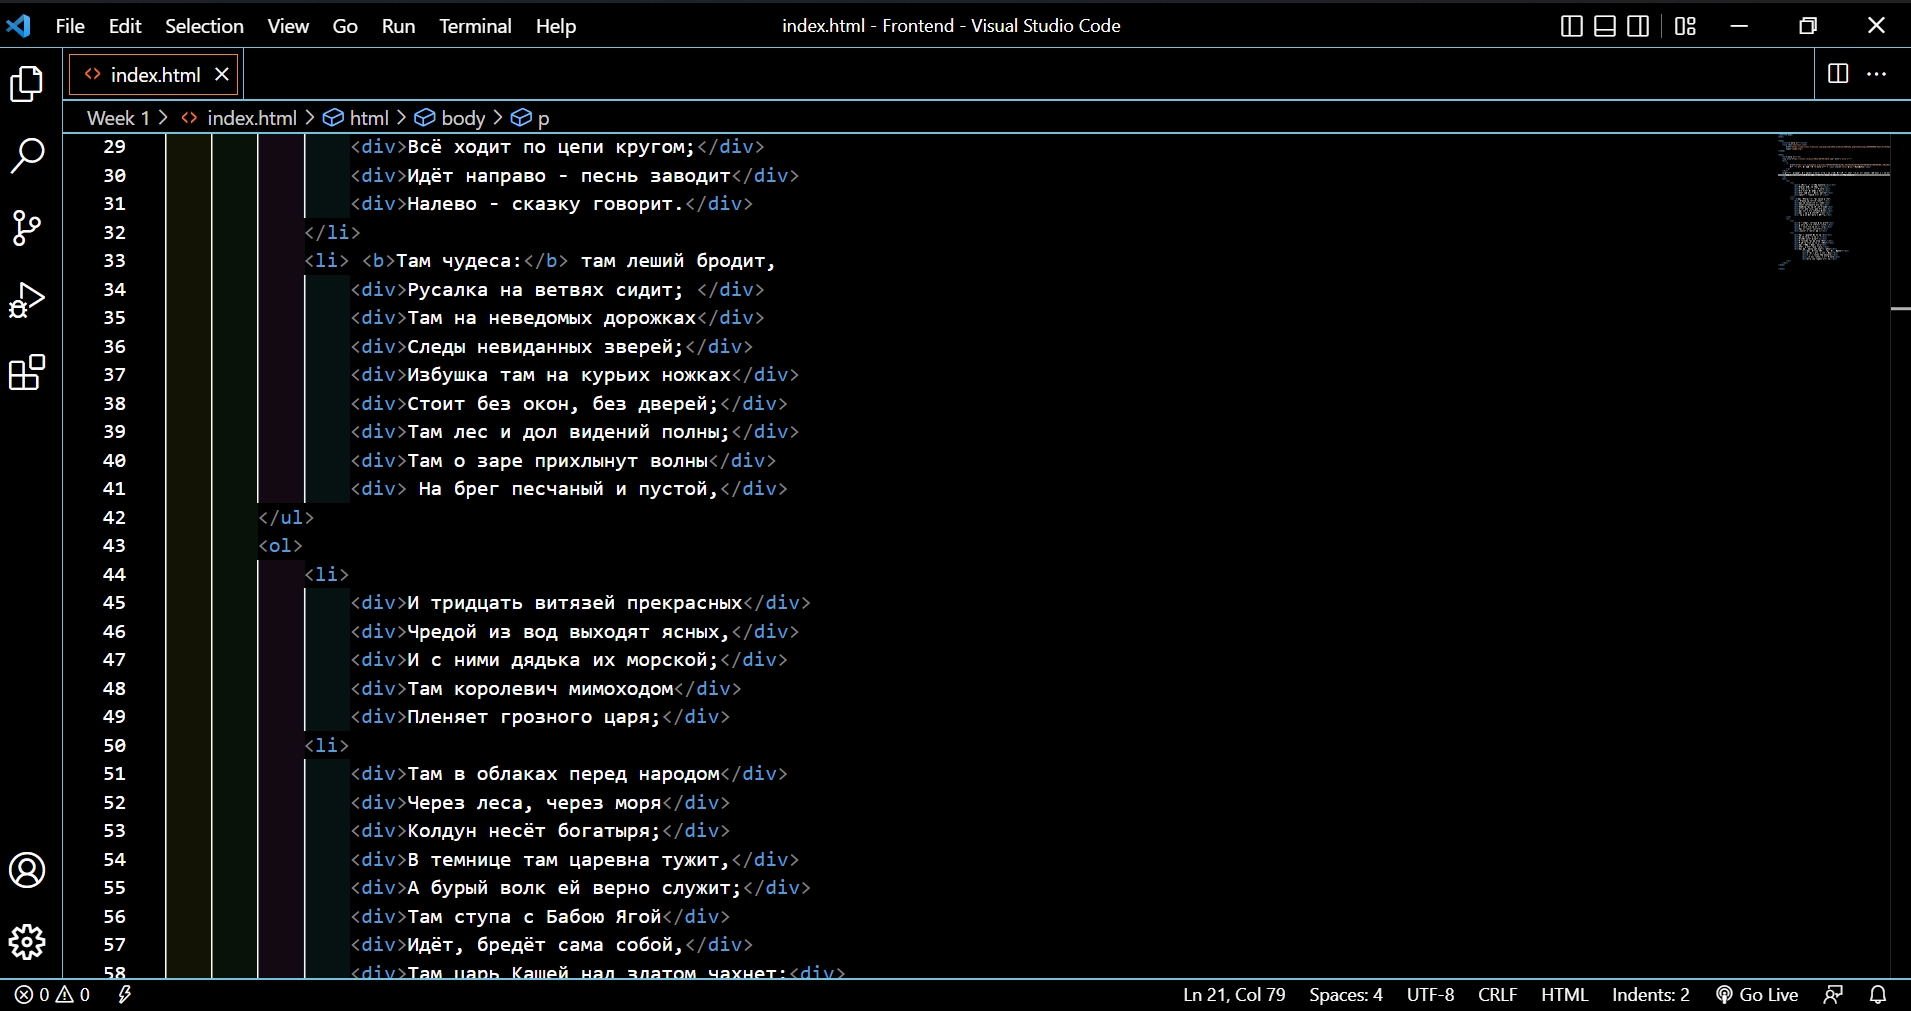 File Edit Selection View Go Run Terminal Help index.html - Frontend - Visual Studio Code
index.html
Week 1 > index.html > html > body > p
29 <div>Всё ходит по цепи кругом;</div>
30 <div>Идёт направо - песнь заводит</div>
31 <div>Налево - сказку говорит.</div>
32 </li>
33 <li> <b>Там чудеса:</b> там леший бродит,
34 <div>Русалка на ветвях сидит; </div>
35 <div>Там на неведомых дорожках</div>
36 <div>Следы невиданных зверей;</div>
37 <div>Избушка там на курьих ножках</div>
38 <div>Стоит без окон, без дверей;</div>
39 <div>Там лес и дол видений полны;</div>
40 <div>Там о заре прихлынут волны</div>
41 <div> На брег песчаный и пустой,</div>
42 </ul>
43 <ol>
44 <li>
45 <div>И тридцать витязей прекрасных</div>
46 <div>Чредой из вод выходят ясных,</div>
47 <div>И с ними дядька их морской;</div>
48 <div>Там королевич мимоходом</div>
49 <div>Пленяет грозного царя;</div>
50 <li>
51 <div>Там в облаках перед народом</div>
52 <div>Через леса, через моря</div>
53 <div>Колдун несёт богатыря;</div>
54 <div>В темнице там царевна тужит,</div>
55 <div>А бурый волк ей верно служит;</div>
56 <div>Там ступа с Бабою Ягой</div>
57 <div>Идёт, бредёт сама собой,</div>
58 <div>Там царь Кащей над златом чахнет;<div>
0 0 Ln 21, Col 79 Spaces: 4 UTF-8 CRLF HTML Indents: 2 Go Live